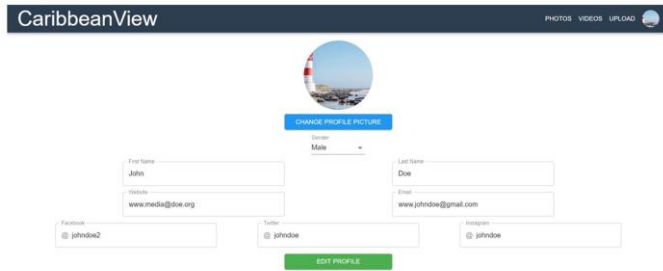 CaribbeanView
PHOTOS VIDEOS UPLOAD
CHANGE PROFILE PICTURE
Gender
Male
First Name Last Name
John Doe
Website Email
www.media@doe.org www.johndoe@gmail.com
Facebook Twitter Instagram
@ johndoe2 @ johndoe @ johndoe
EDIT PROFILE